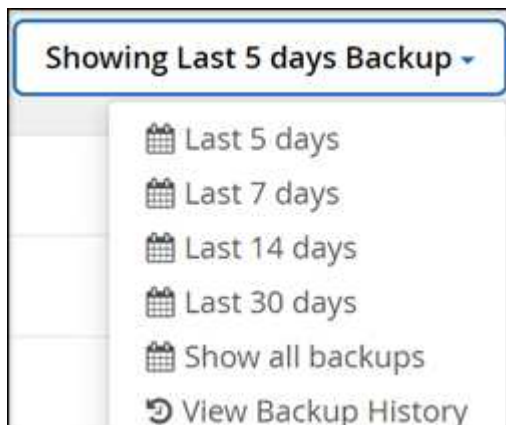 Showing Last 5 days Backup
Last 5 days
Last 7 days
Last 14 days
Last 30 days
Show all backups
View Backup History